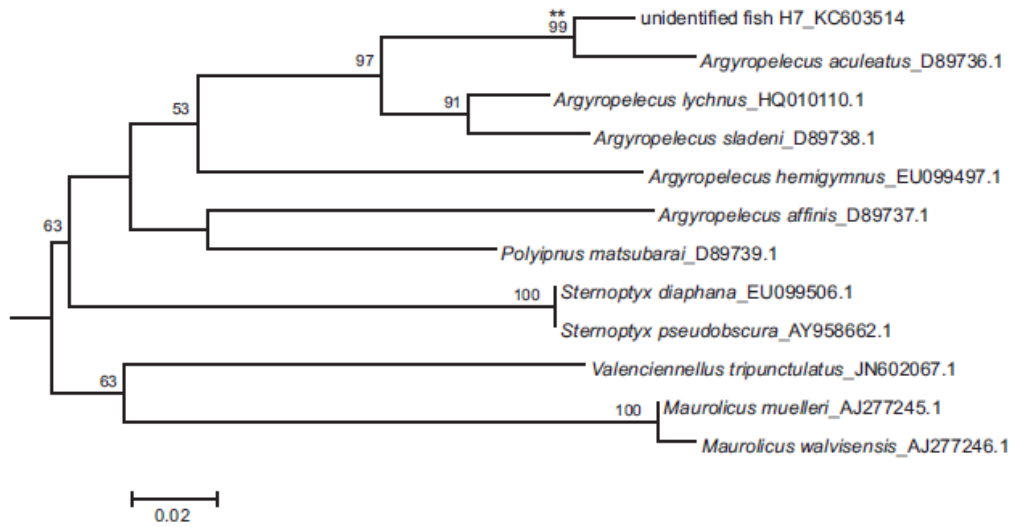 **
99
unidentified fish H7_KC603514
97
Argyropelecus aculeatus_D89736.1
91
Argyropelecus lychnus_HQ010110.1
53
Argyropelecus sladeni_D89738.1
Argyropelecus hemigymnus_EU099497.1
Argyropelecus affinis_D89737.1
63
Polyipnus matsubarai_D89739.1
100
Sternoptyx diaphana_EU099506.1
Sternoptyx pseudobscura_AY958662.1
63
Valenciennellus tripunctulatus_JN602067.1
100
Maurolicus muelleri_AJ277245.1
Maurolicus walvisensis_AJ277246.1
0.02